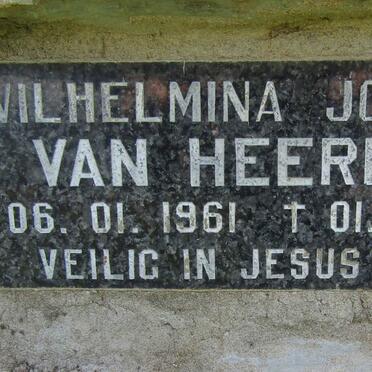 WILHELMINA JO
VAN HEER
06. 01. 1961 † 01.
VEILIG IN JESUS